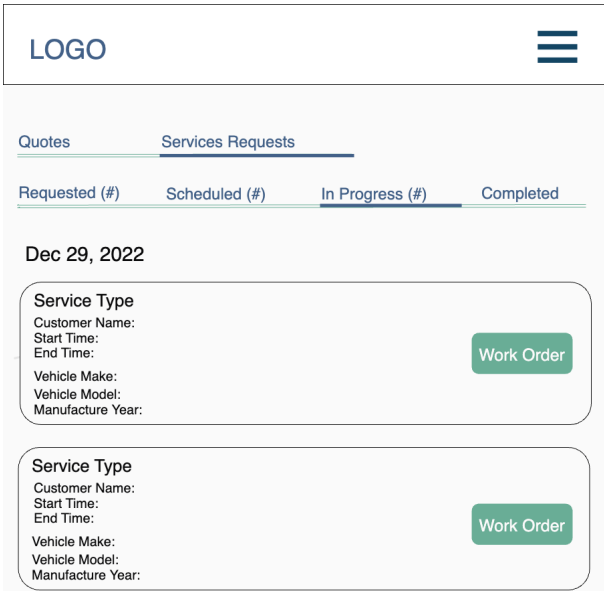 LOGO
Quotes Services Requests
Requested (#) Scheduled (#) In Progress (#) Completed
Dec 29, 2022
Service Type
Customer Name:
Start Time:
End Time:
Work Order
Vehicle Make:
Vehicle Model:
Manufacture Year:
Service Type
Customer Name:
Start Time:
End Time:
Work Order
Vehicle Make:
Vehicle Model:
Manufacture Year: